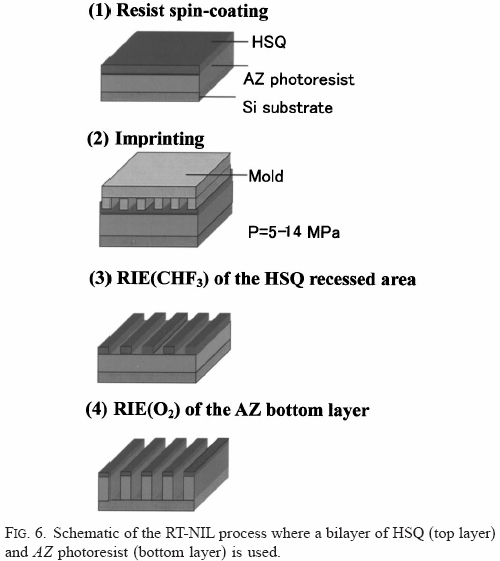 (1) Resist spin-coating
HSQ
AZ photoresist
Si substrate
(2) Imprinting
Mold
P=5-14 MPa
(3) RIE(CHF₃) of the HSQ recessed area
(4) RIE(O₂) of the AZ bottom layer
FIG. 6. Schematic of the RT-NIL process where a bilayer of HSQ (top layer)
and AZ photoresist (bottom layer) is used.